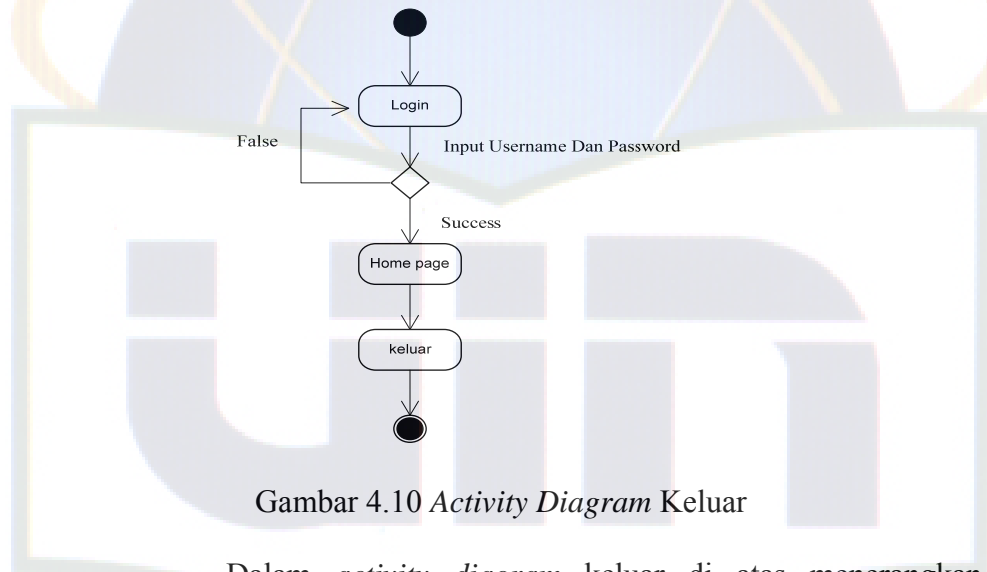 Login
False
Input Username Dan Password
Success
Home page
keluar
Gambar 4.10 Activity Diagram Keluar
Dalam activity diagram keluar di atas menerangkan
uin